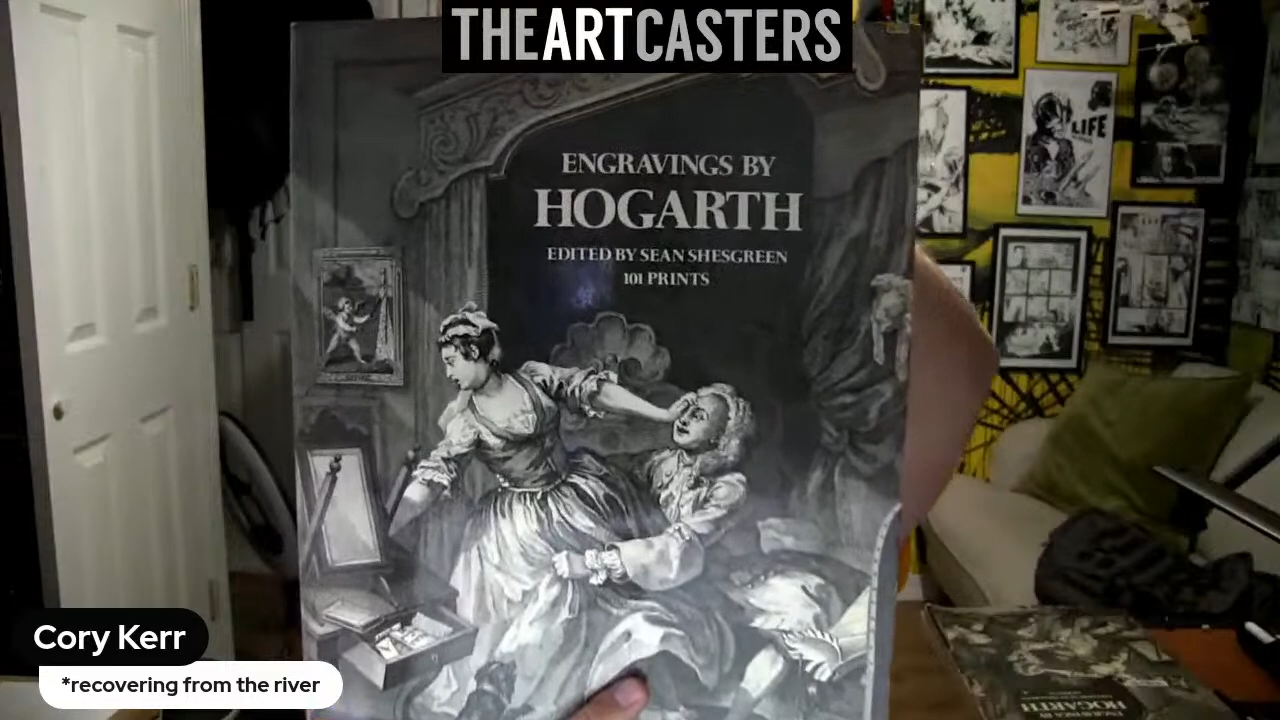 THEARTCASTERS
ENGRAVINGS BY
HOGARTH
EDITED BY SEAN SHESGREEN
101 PRINTS
LIFE
Cory Kerr
*recovering from the river
HOGARTH